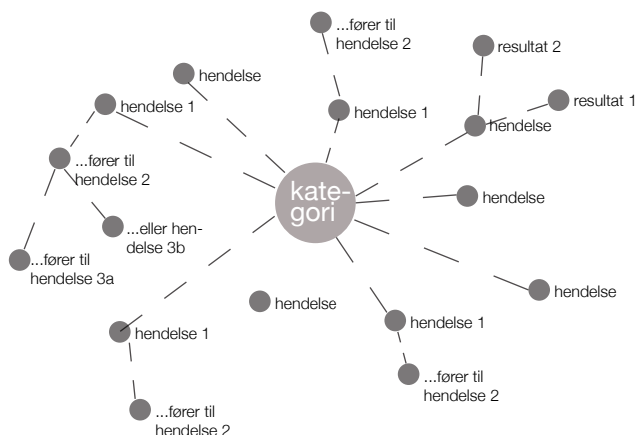 ...fører til
hendelse 2
resultat 2
hendelse
resultat 1
hendelse 1
hendelse 1
hendelse
...fører til
hendelse 2
kate-
gori
hendelse
...eller hen-
delse 3b
...fører til
hendelse 3a
hendelse
hendelse
hendelse 1
hendelse 1
...fører til
hendelse 2
...fører til
hendelse 2